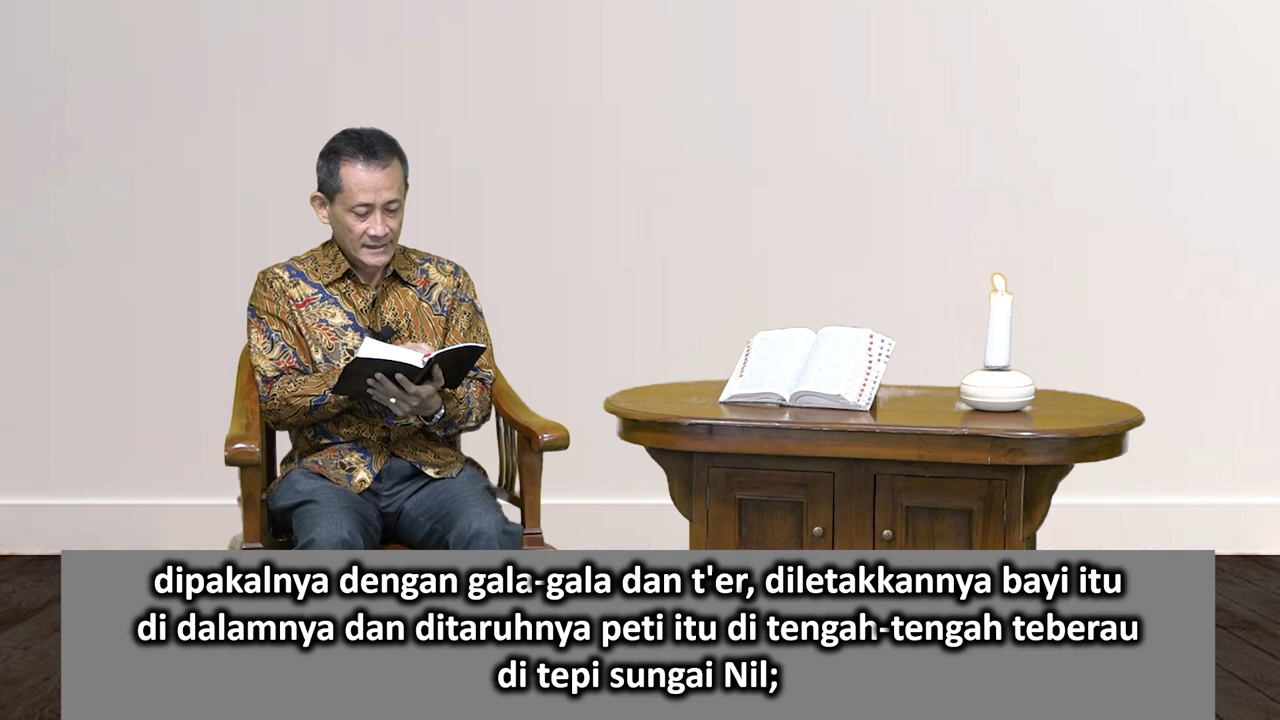 dipakalnya dengan gala-gala dan t'er, diletakkannya bayi itu
di dalamnya dan ditaruhnya peti itu di tengah-tengah teberau
di tepi sungai Nil;